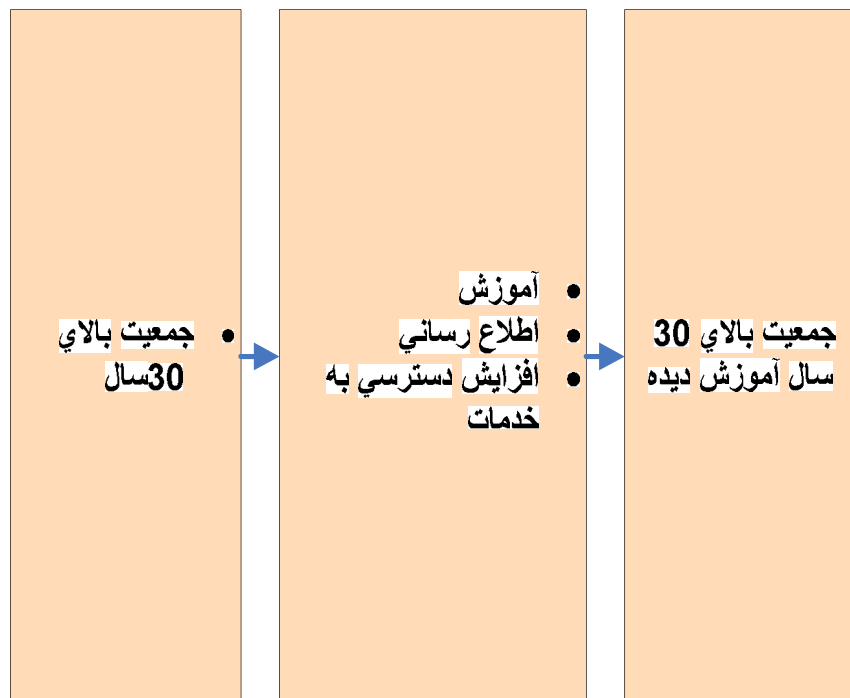 • جمعيت بالاي
30سال
• آموزش
• اطلاع رساني
• افزايش دسترسي به
خدمات
جمعيت بالاي 30
سال آموزش ديده